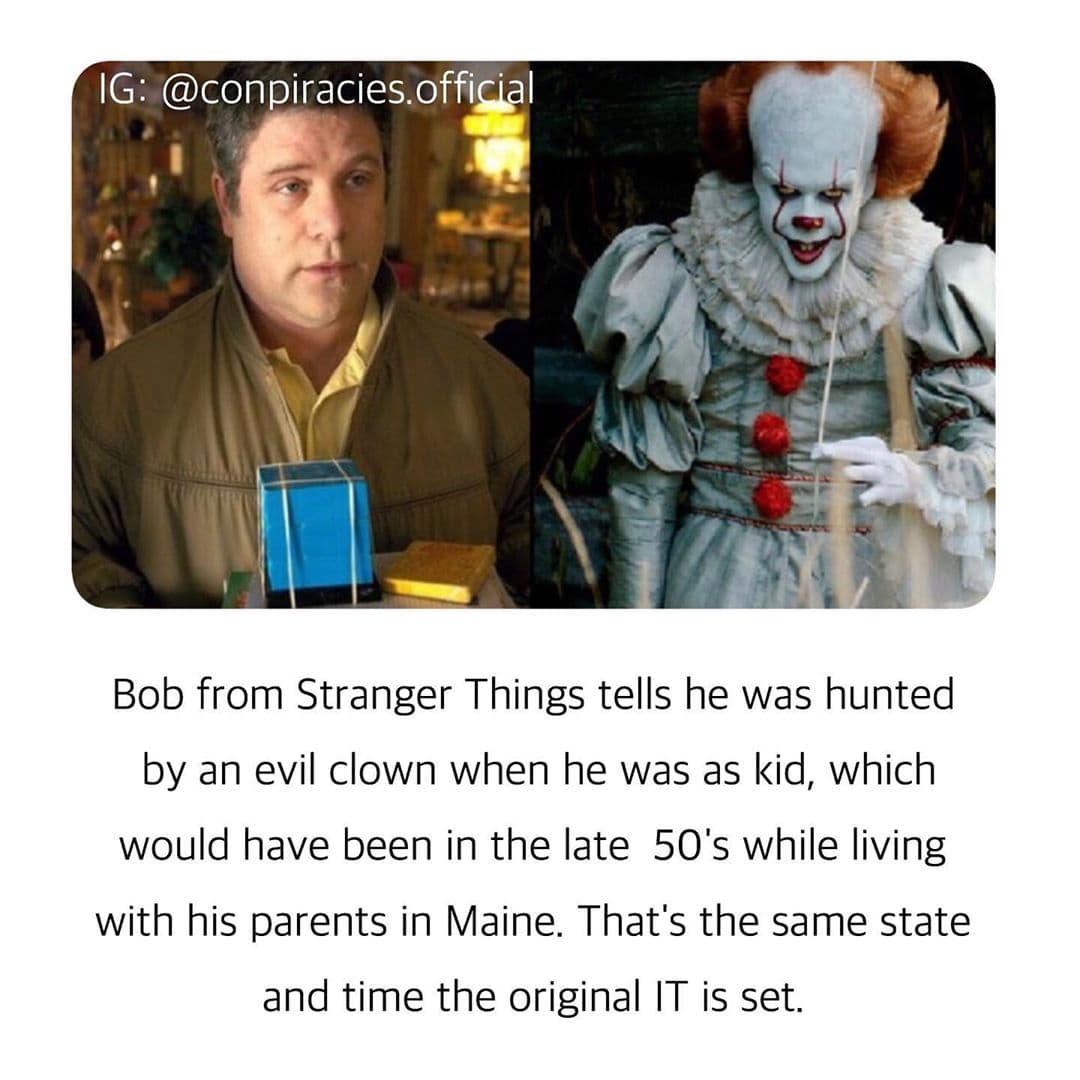 IG: @conpiracies.official
Bob from Stranger Things tells he was hunted
by an evil clown when he was as kid, which
would have been in the late  50's while living
with his parents in Maine. That's the same state
and time the original IT is set.